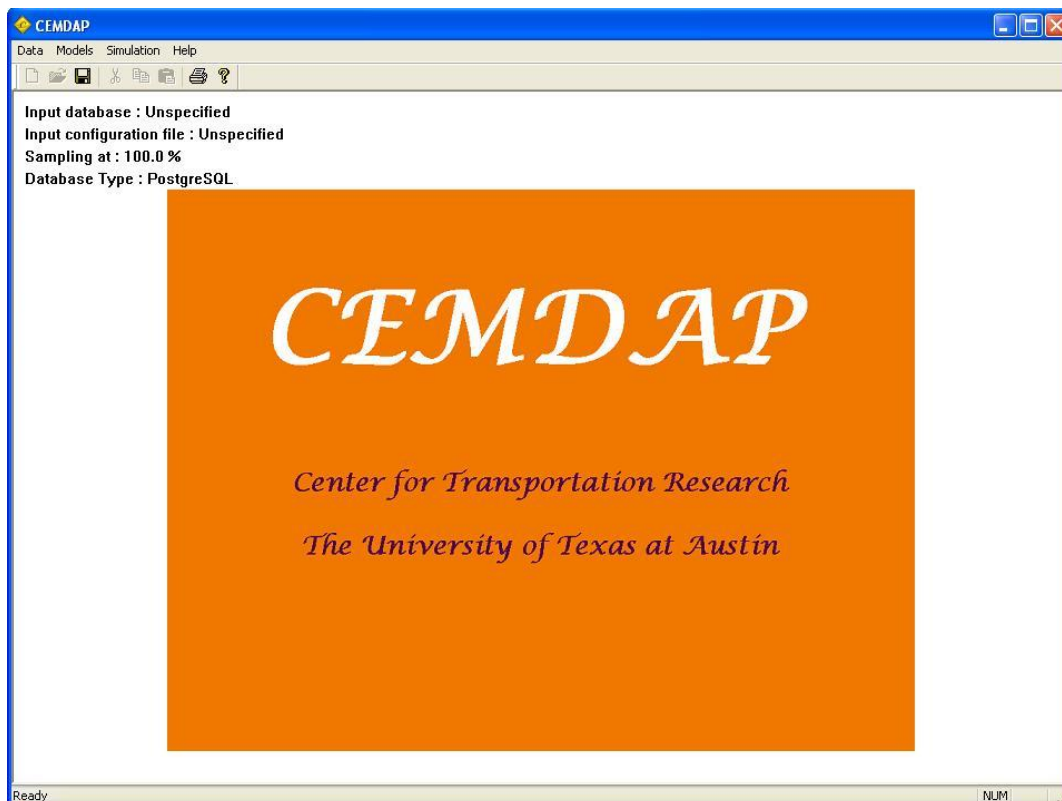 CEMDAP
Data Models Simulation Help
Input database : Unspecified
Input configuration file : Unspecified
Sampling at : 100.0 %
Database Type : PostgreSQL
CEMDAP
Center for Transportation Research
The University of Texas at Austin
Ready NUM